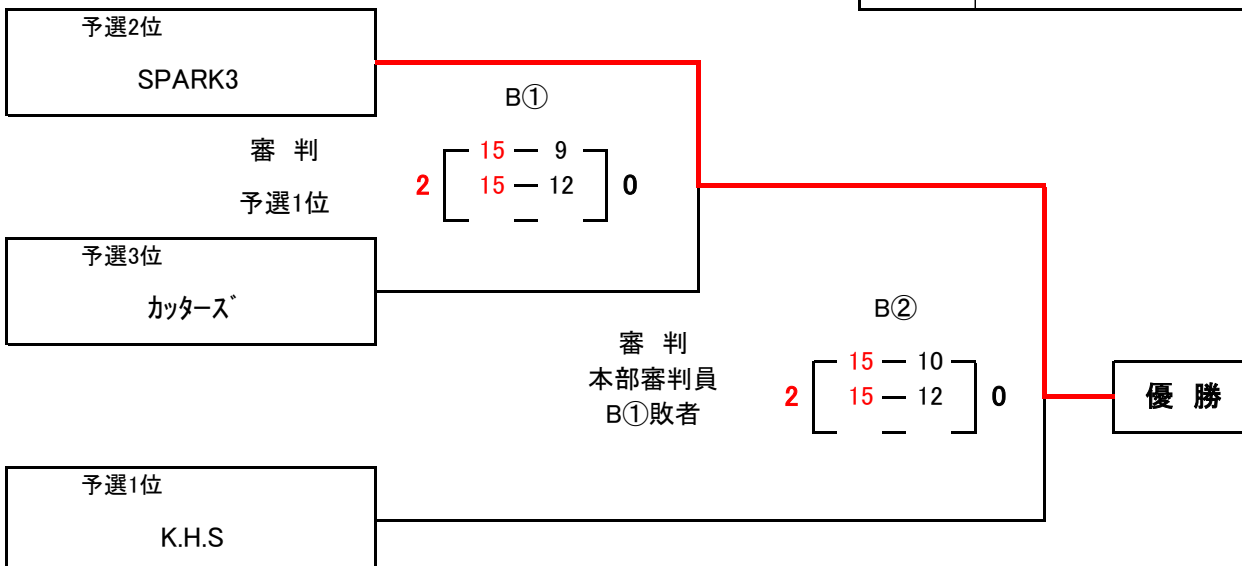 予選2位
SPARK3
B①
審 判
予選1位
15 — 9
2 15 — 12 0
—
予選3位
ｶｯﾀｰｽﾞ
B②
審 判
本部審判員
B①敗者
15 — 10
2 15 — 12 0
—
優 勝
予選1位
K.H.S